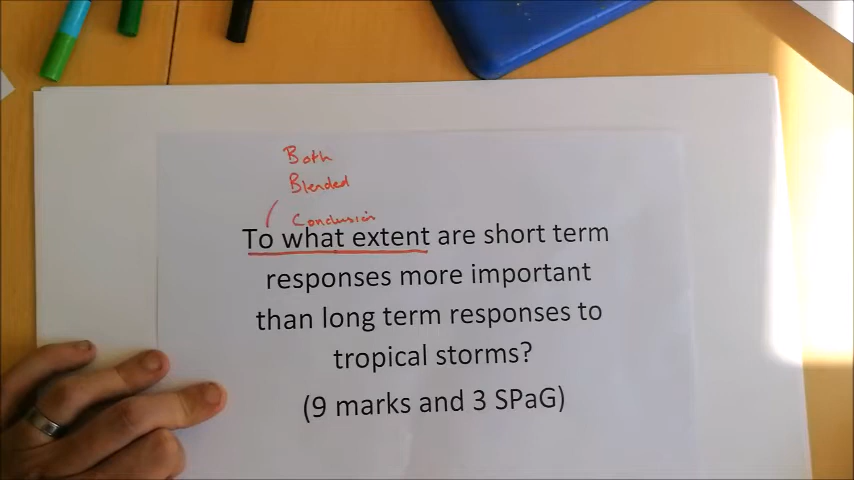 Both
Blended
Conclusion
To what extent are short term
responses more important
than long term responses to
tropical storms?
(9 marks and 3 SPaG)